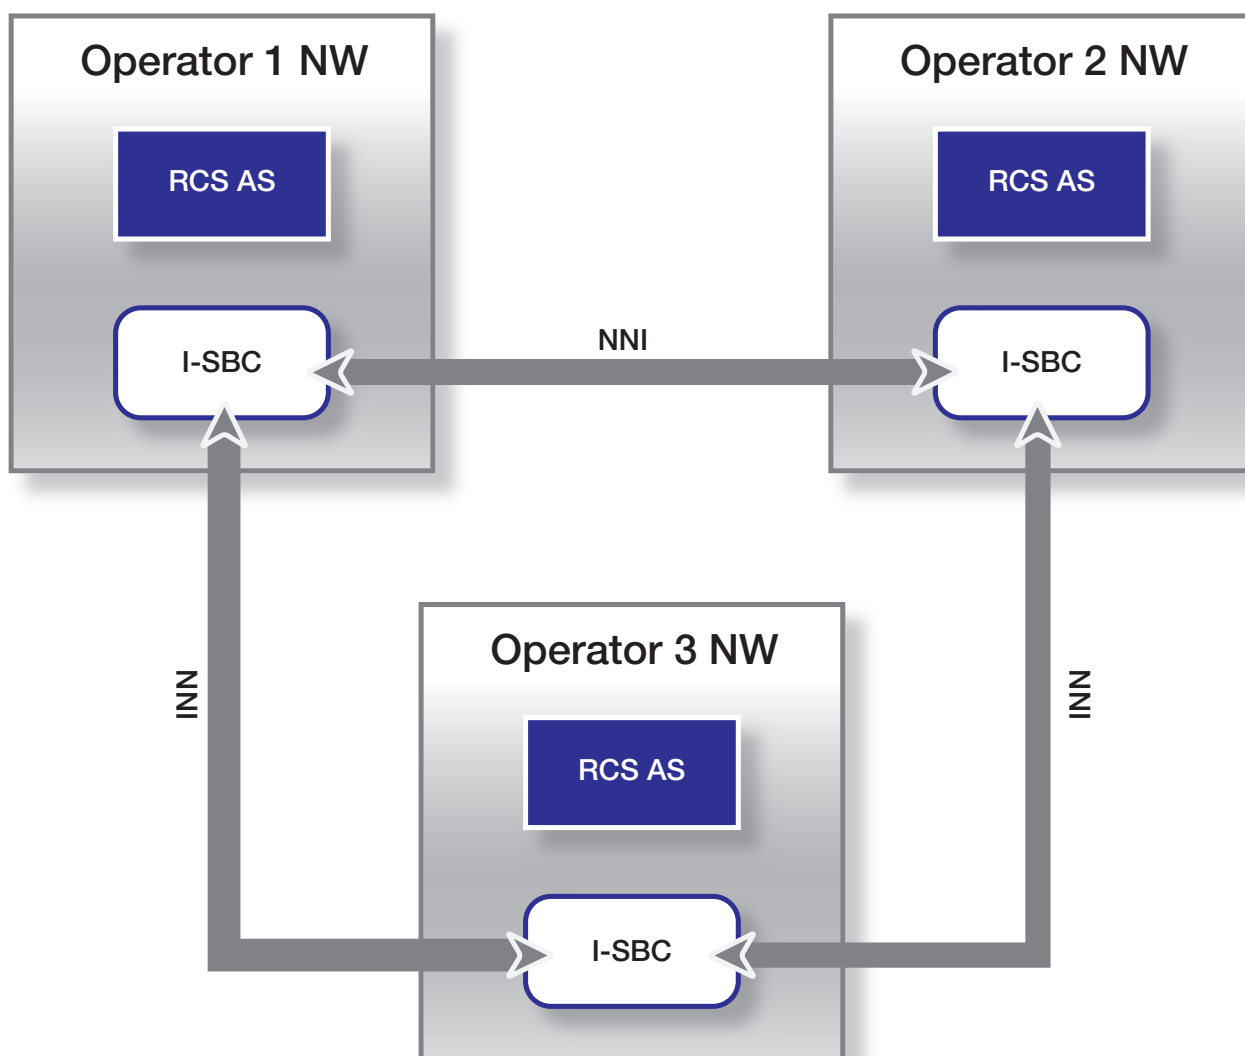 Operator 1 NW
Operator 2 NW
RCS AS
RCS AS
NNI
I-SBC
I-SBC
NNI
NNI
Operator 3 NW
RCS AS
I-SBC